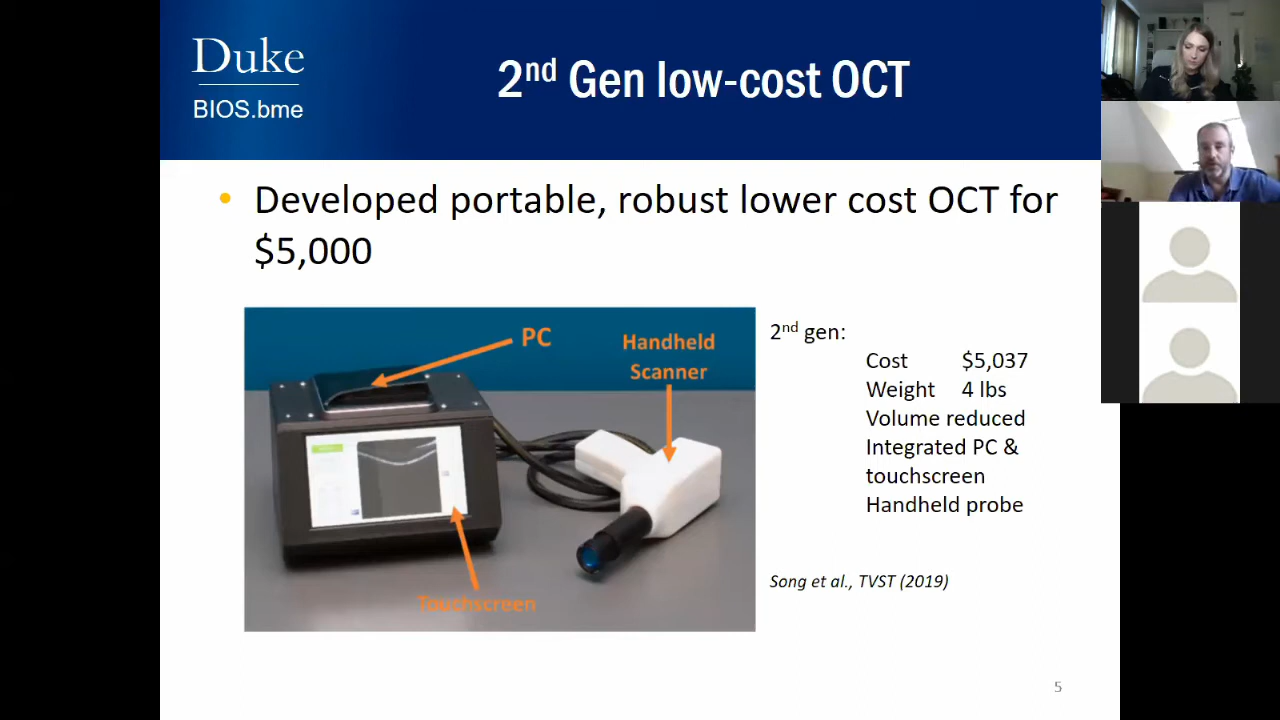 Duke
BIOS.bme
2nd Gen low-cost OCT
• Developed portable, robust lower cost OCT for
$5,000
PC
Handheld
Scanner
Touchscreen
2nd gen:
Cost $5,037
Weight 4 lbs
Volume reduced
Integrated PC &
touchscreen
Handheld probe
Song et al., TVST (2019)
5